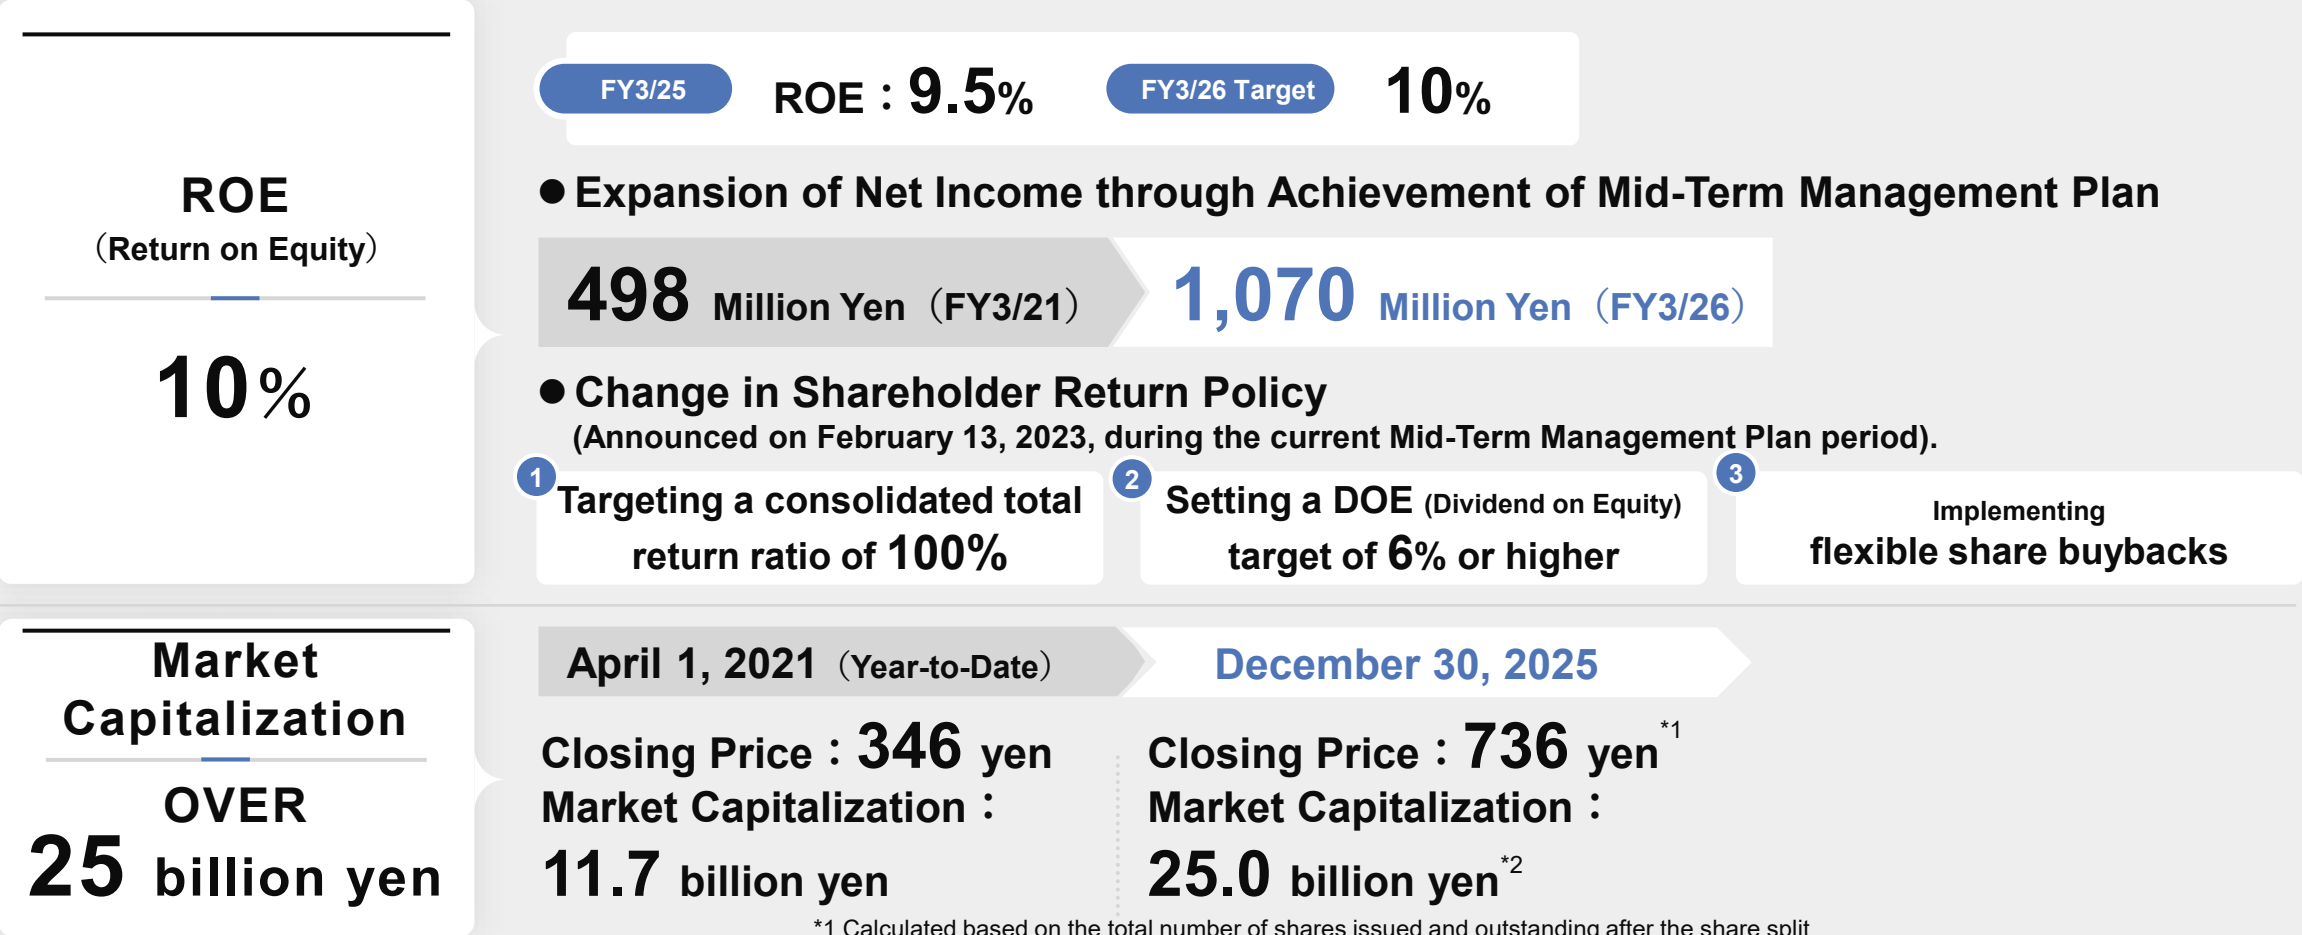 ROE
（Return on Equity）
10%
FY3/25
ROE：9.5%
FY3/26 Target
10%
● Expansion of Net Income through Achievement of Mid-Term Management Plan
498 Million Yen（FY3/21）
1,070 Million Yen（FY3/26）
● Change in Shareholder Return Policy
(Announced on February 13, 2023, during the current Mid-Term Management Plan period).
1
Targeting a consolidated total
return ratio of 100%
2
Setting a DOE (Dividend on Equity)
target of 6% or higher
3
Implementing
flexible share buybacks
Market
Capitalization
OVER
25 billion yen
April 1, 2021（Year-to-Date）
Closing Price：346 yen
Market Capitalization：
11.7 billion yen
December 30, 2025
Closing Price：736 yen*1
Market Capitalization：
25.0 billion yen*2
*1 Calculated based on the total number of shares issued and outstanding after the share split